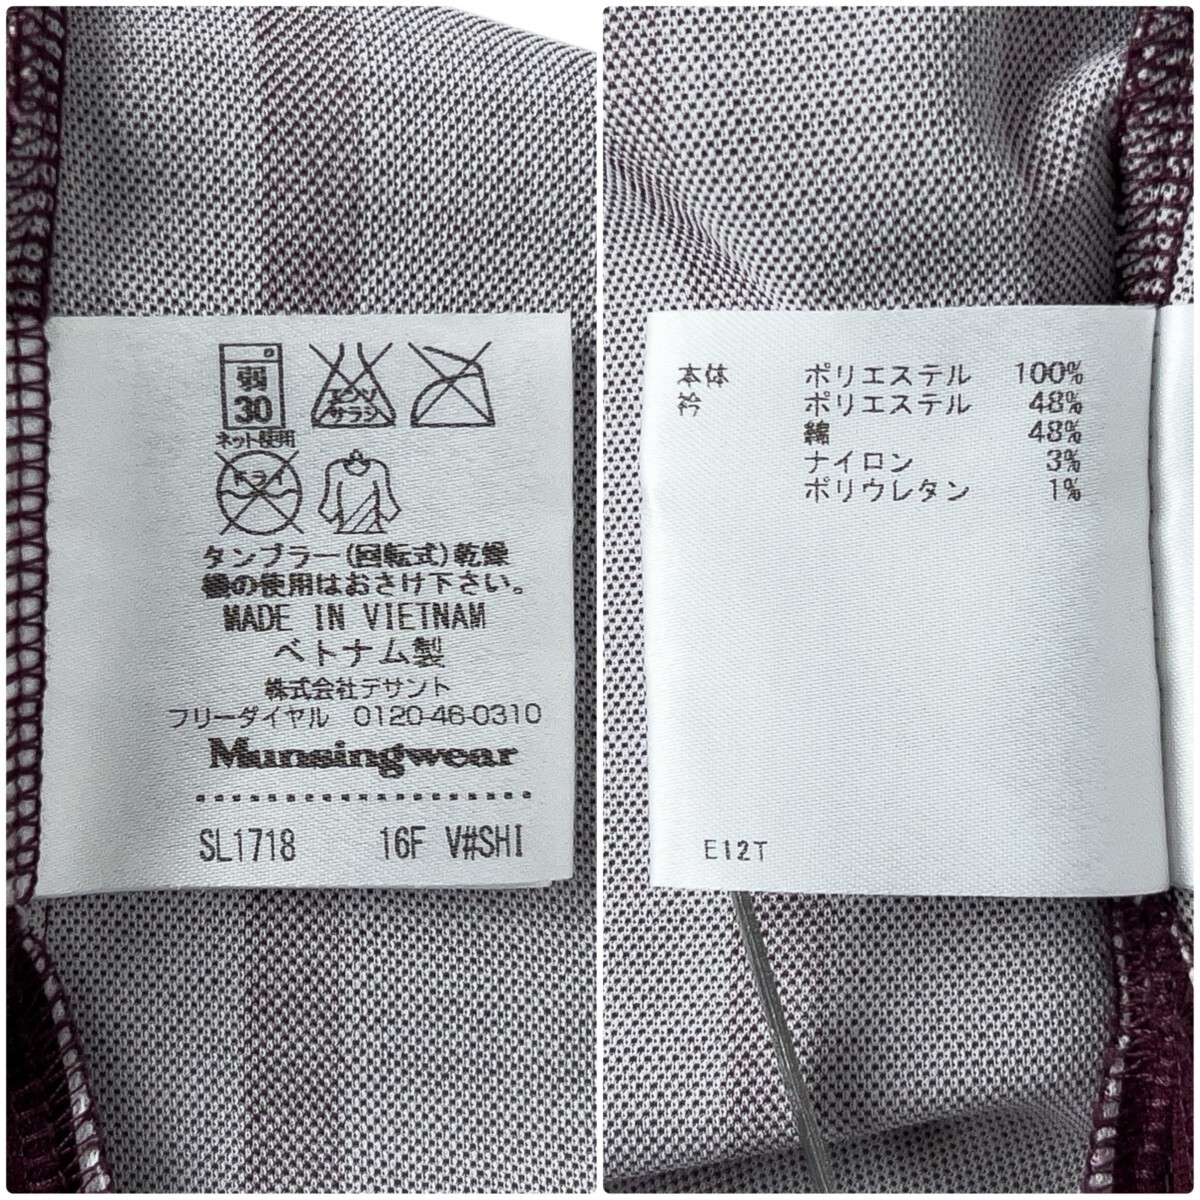 弱
30
ネット使用
エンソ
サラシ
ドライ
タンブラー(回転式)乾燥
機の使用はおさけ下さい。
MADE IN VIETNAM
ベトナム製
株式会社デサント
フリーダイヤル 0120-46-0310
Munsingwear
SL1718 16F V#SHI
本体 ポリエステル 100%
衿 ポリエステル 48%
綿 48%
ナイロン 3%
ポリウレタン 1%
E12T